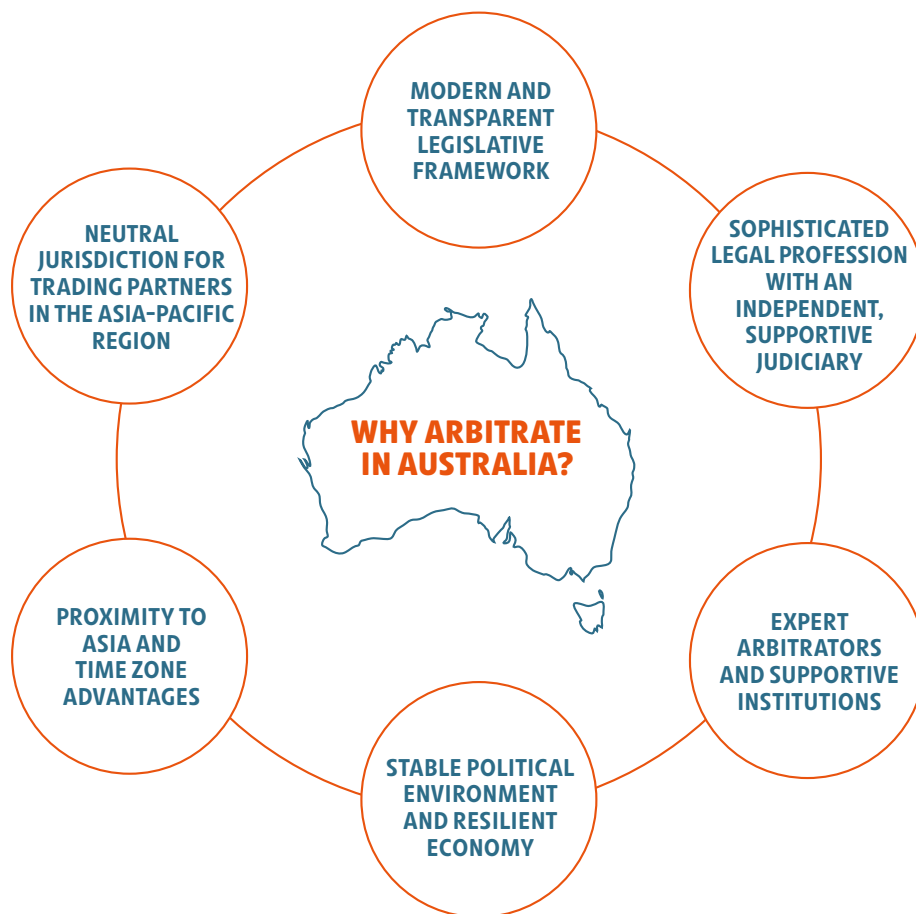 MODERN AND
TRANSPARENT
LEGISLATIVE
FRAMEWORK
SOPHISTICATED
LEGAL PROFESSION
WITH AN
INDEPENDENT,
SUPPORTIVE
JUDICIARY
EXPERT
ARBITRATORS
AND SUPPORTIVE
INSTITUTIONS
STABLE POLITICAL
ENVIRONMENT
AND RESILIENT
ECONOMY
PROXIMITY TO
ASIA AND
TIME ZONE
ADVANTAGES
NEUTRAL
JURISDICTION FOR
TRADING PARTNERS
IN THE ASIA-PACIFIC
REGION
WHY ARBITRATE
IN AUSTRALIA?